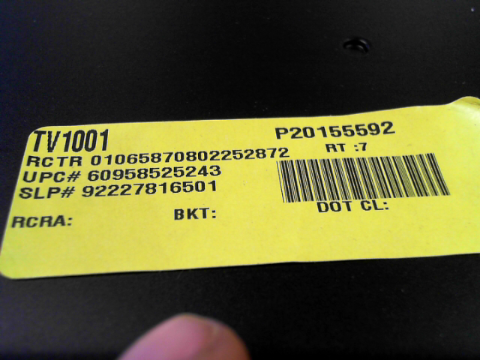 TV1001
P20155592
RCTR 01065870802252872
RT :7
UPC# 60958525243
SLP# 92227816501
RCRA:
BKT:
DOT CL: